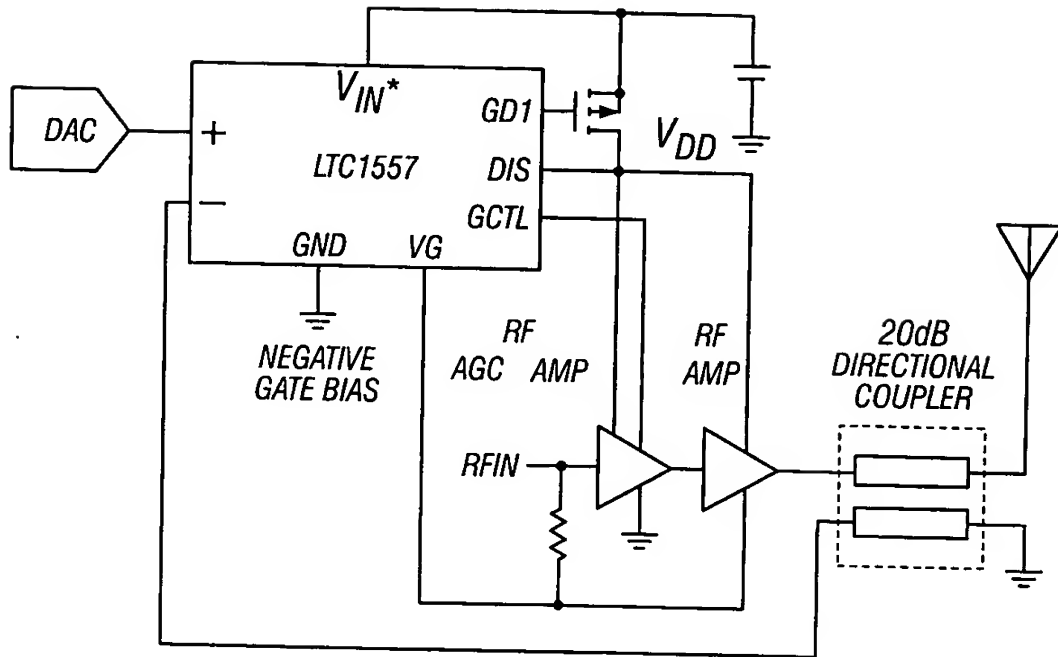 V_IN*
GD1
DAC
+
V_DD
LTC1557
DIS
−
GCTL
GND
VG
NEGATIVE
GATE BIAS
RF
AGC AMP
RF
AMP
20dB
DIRECTIONAL
COUPLER
RFIN